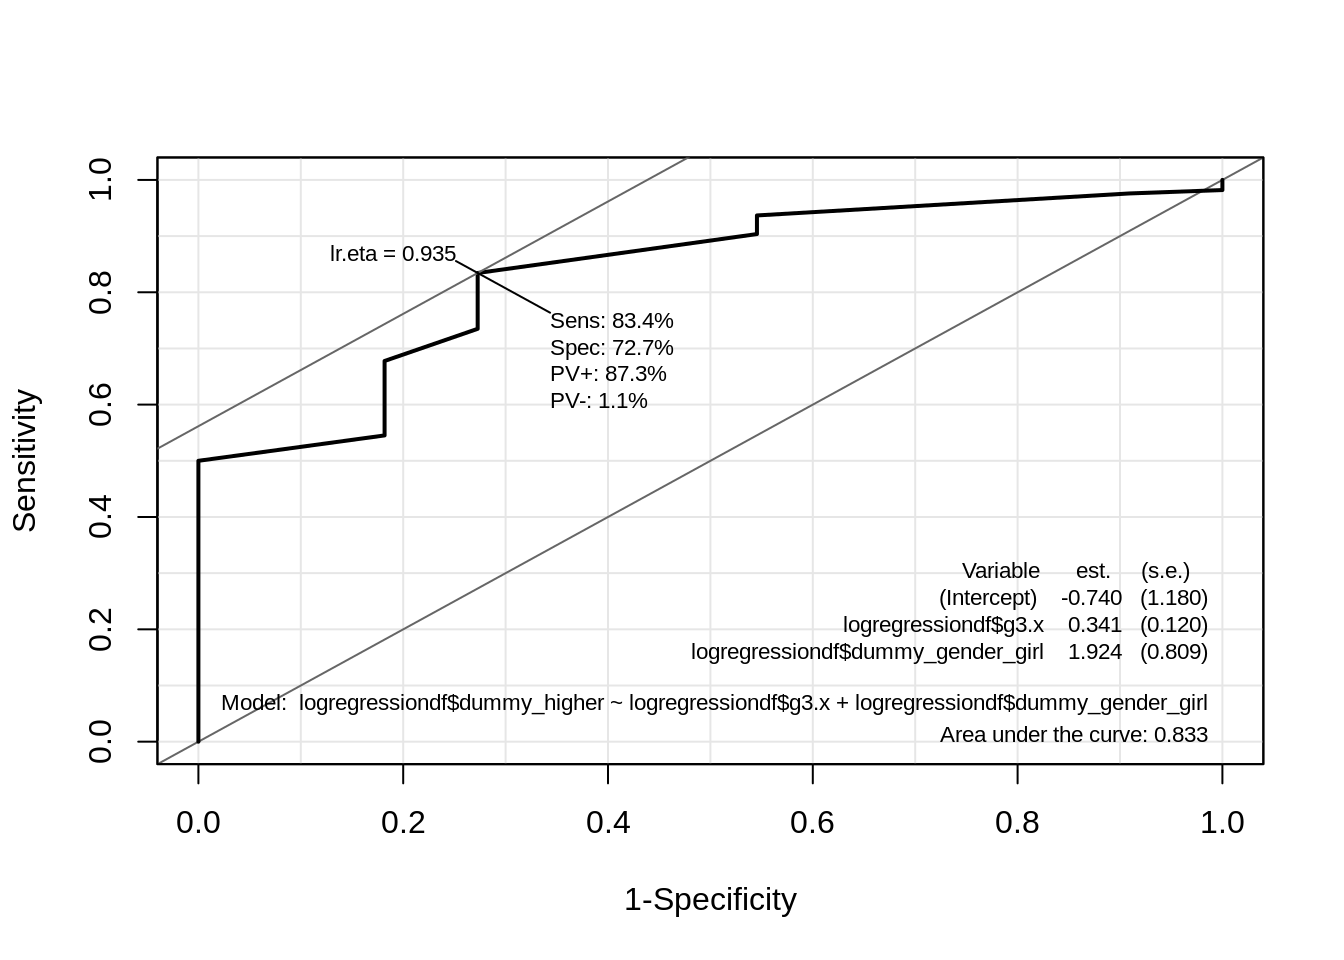 1.0
0.8
0.6
0.4
0.2
0.0
Sensitivity
lr.eta = 0.935
Sens: 83.4%
Spec: 72.7%
PV+: 87.3%
PV-: 1.1%
Variable est. (s.e.)
(Intercept) -0.740 (1.180)
logregressiondf$g3.x 0.341 (0.120)
logregressiondf$dummy_gender_girl 1.924 (0.809)
Model: logregressiondf$dummy_higher ~ logregressiondf$g3.x + logregressiondf$dummy_gender_girl
Area under the curve: 0.833
0.0 0.2 0.4 0.6 0.8 1.0
1-Specificity